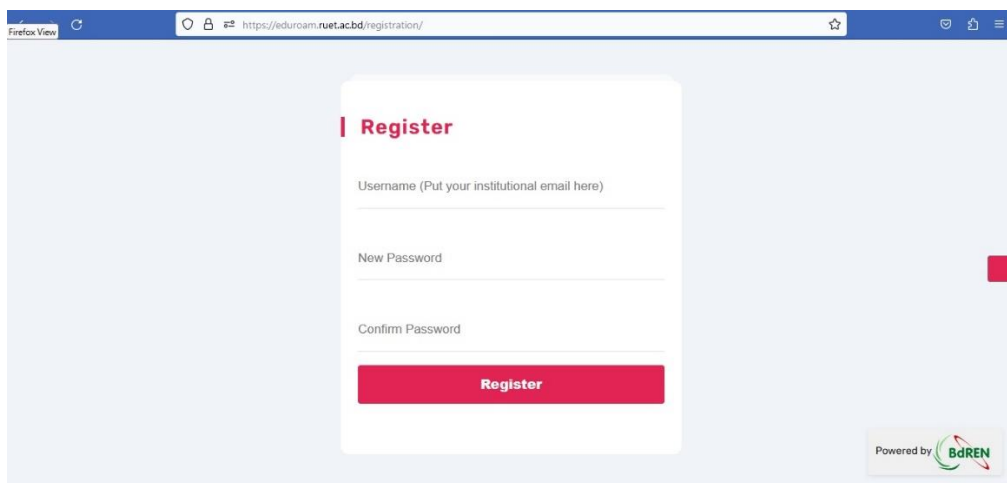 Firefox View
https://eduroam.ruet.ac.bd/registration/
Register
Username (Put your institutional email here)
New Password
Confirm Password
Register
Powered by BdREN